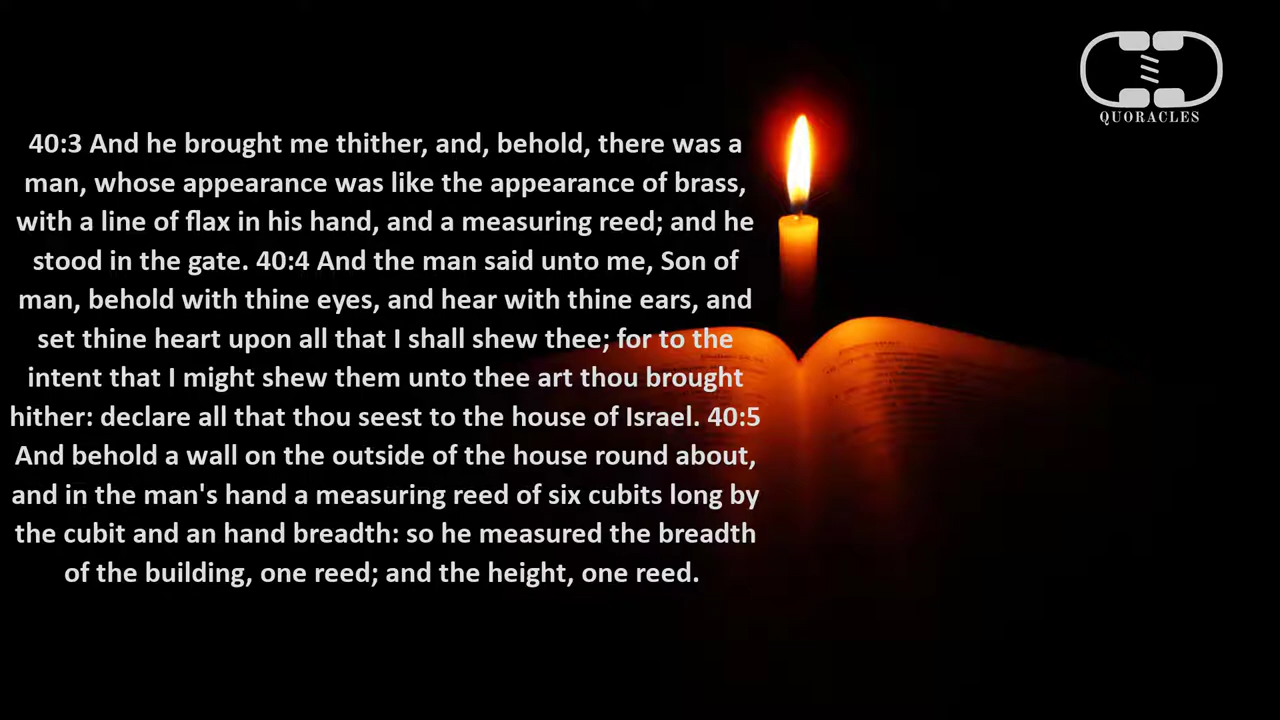 QUORACLES
40:3 And he brought me thither, and, behold, there was a
man, whose appearance was like the appearance of brass,
with a line of flax in his hand, and a measuring reed; and he
stood in the gate. 40:4 And the man said unto me, Son of
man, behold with thine eyes, and hear with thine ears, and
set thine heart upon all that I shall shew thee; for to the
intent that I might shew them unto thee art thou brought
hither: declare all that thou seest to the house of Israel. 40:5
And behold a wall on the outside of the house round about,
and in the man's hand a measuring reed of six cubits long by
the cubit and an hand breadth: so he measured the breadth
of the building, one reed; and the height, one reed.